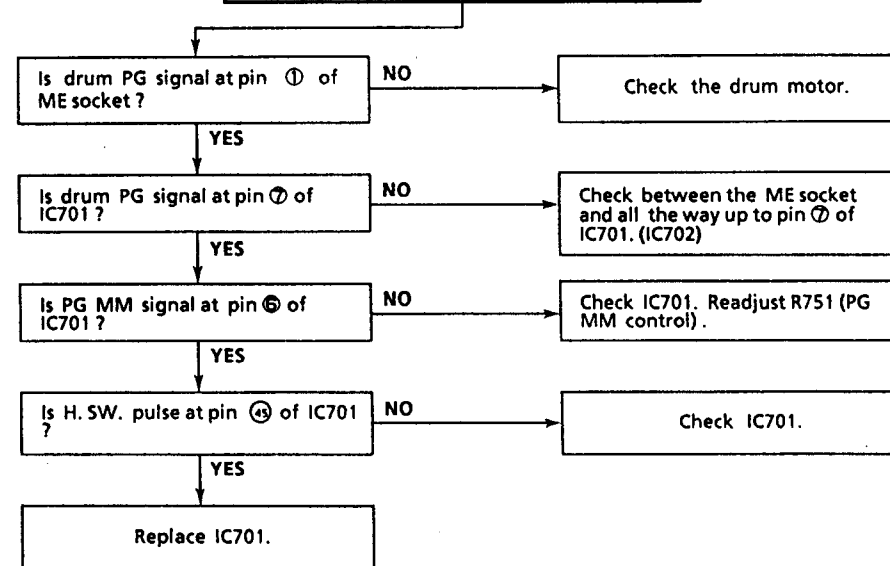 Is drum PG signal at pin ① of
ME socket ?
NO
Check the drum motor.
YES
Is drum PG signal at pin ⑦ of
IC701 ?
NO
Check between the ME socket
and all the way up to pin ⑦ of
IC701. (IC702)
YES
Is PG MM signal at pin ⑥ of
IC701 ?
NO
Check IC701. Readjust R751 (PG
MM control) .
YES
Is H. SW. pulse at pin ㊺ of IC701
?
NO
Check IC701.
YES
Replace IC701.